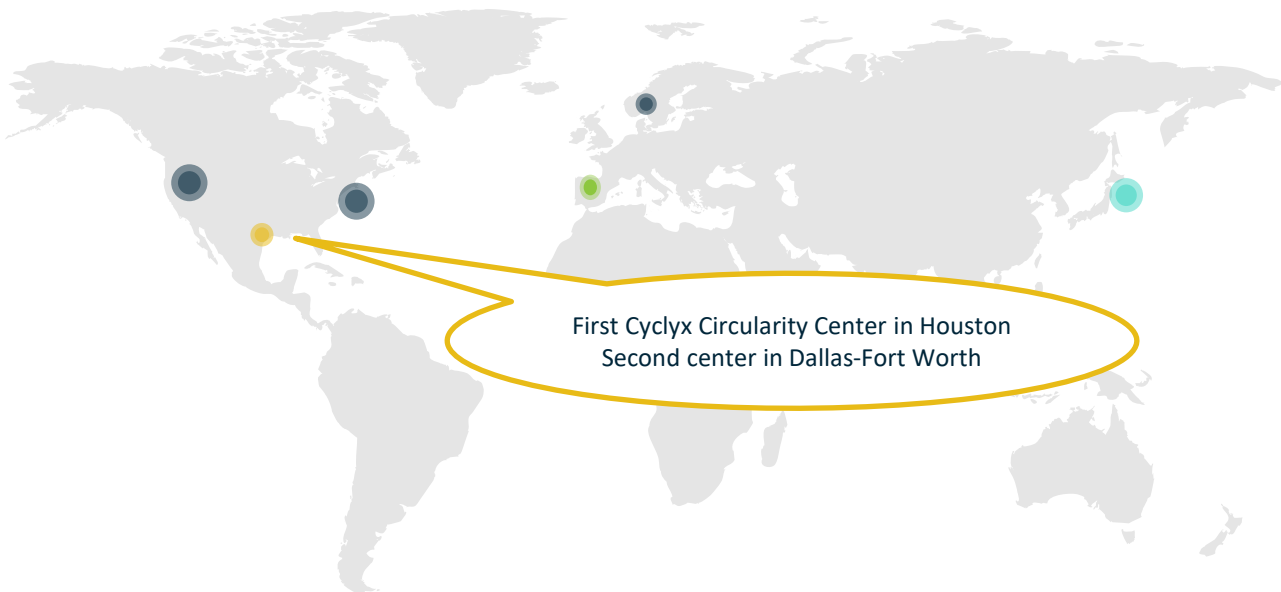 First Cyclyx Circularity Center in Houston
Second center in Dallas-Fort Worth